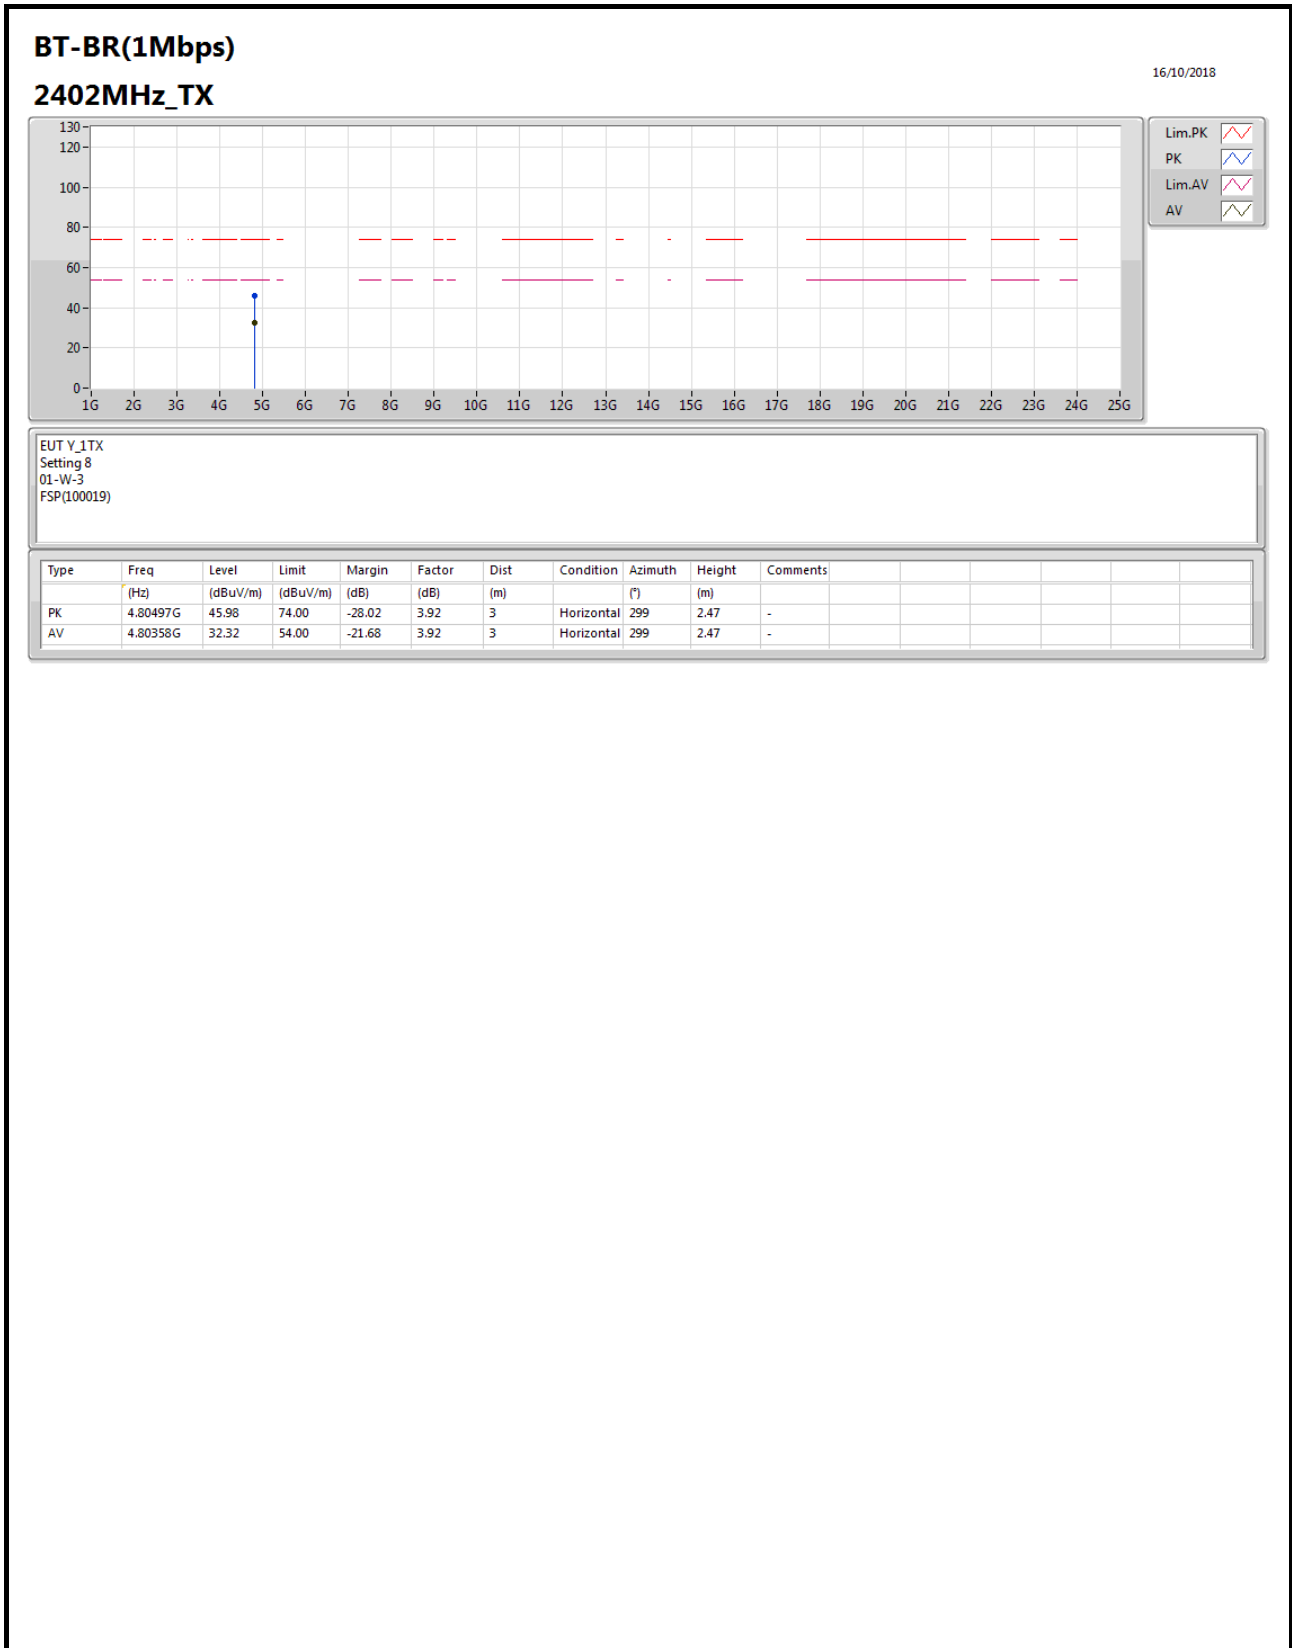 BT-BR(1Mbps)
16/10/2018
2402MHz_TX
130
120
100
80
60
40
20
0
1G 2G 3G 4G 5G 6G 7G 8G 9G 10G 11G 12G 13G 14G 15G 16G 17G 18G 19G 20G 21G 22G 23G 24G 25G
Lim.PK
PK
Lim.AV
AV
EUT Y_1TX
Setting 8
01-W-3
FSP(100019)
Type Freq Level Limit Margin Factor Dist Condition Azimuth Height Comments
(Hz) (dBuV/m) (dBuV/m) (dB) (dB) (m) (°) (m)
PK 4.80497G 45.98 74.00 -28.02 3.92 3 Horizontal 299 2.47 -
AV 4.80358G 32.32 54.00 -21.68 3.92 3 Horizontal 299 2.47 -